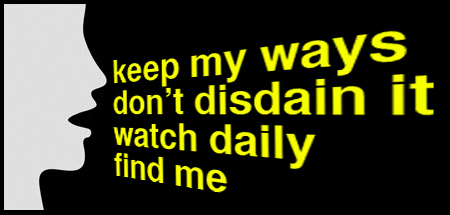 keep my ways
don't disdain it
watch daily
find me